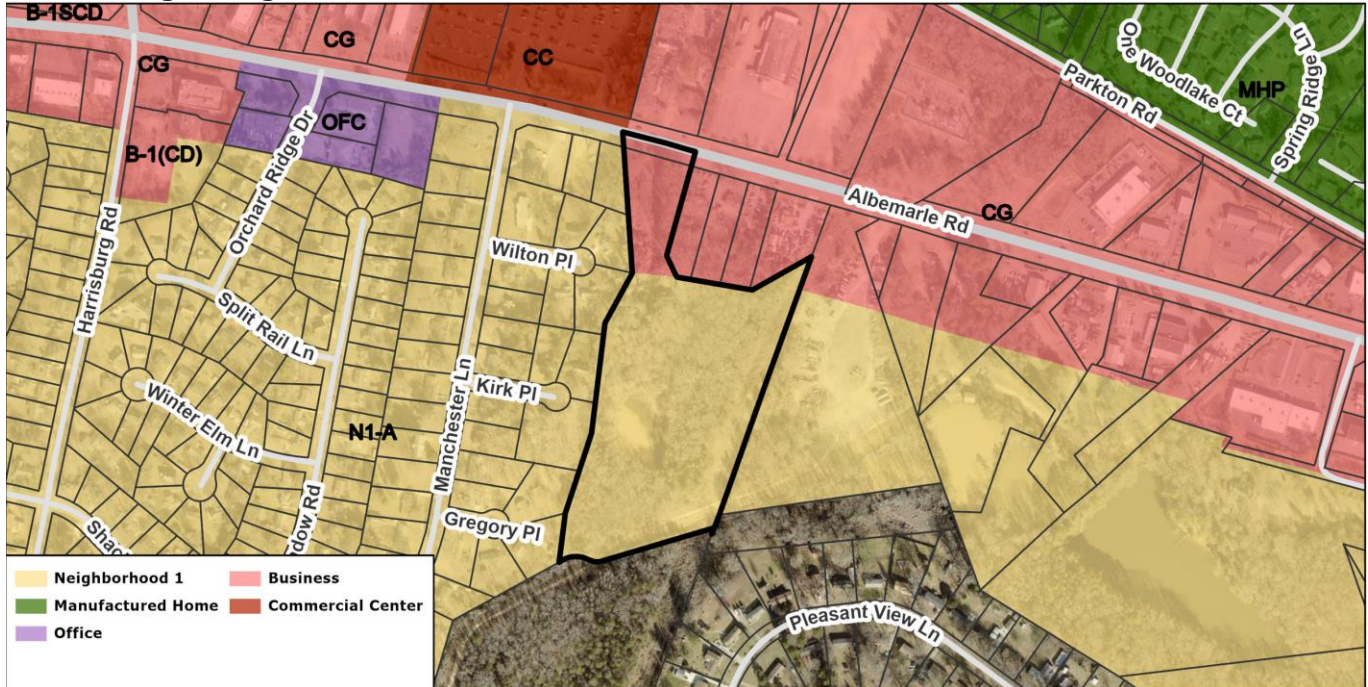 B-1SCD
CG
CC
CG
OFC
B-1(CD)
Orchard Ridge Dr
Harrisburg Rd
Split Rail Ln
Winter Elm Ln
N1-A
Manchester Ln
Wilton Pl
Kirk Pl
Gregory Pl
Albemarle Rd
CG
Parkton Rd
One Woodlake Ct
MHP
Spring Ridge Ln
Pleasant View Ln
dow Rd
Neighborhood 1
Business
Manufactured Home
Commercial Center
Office